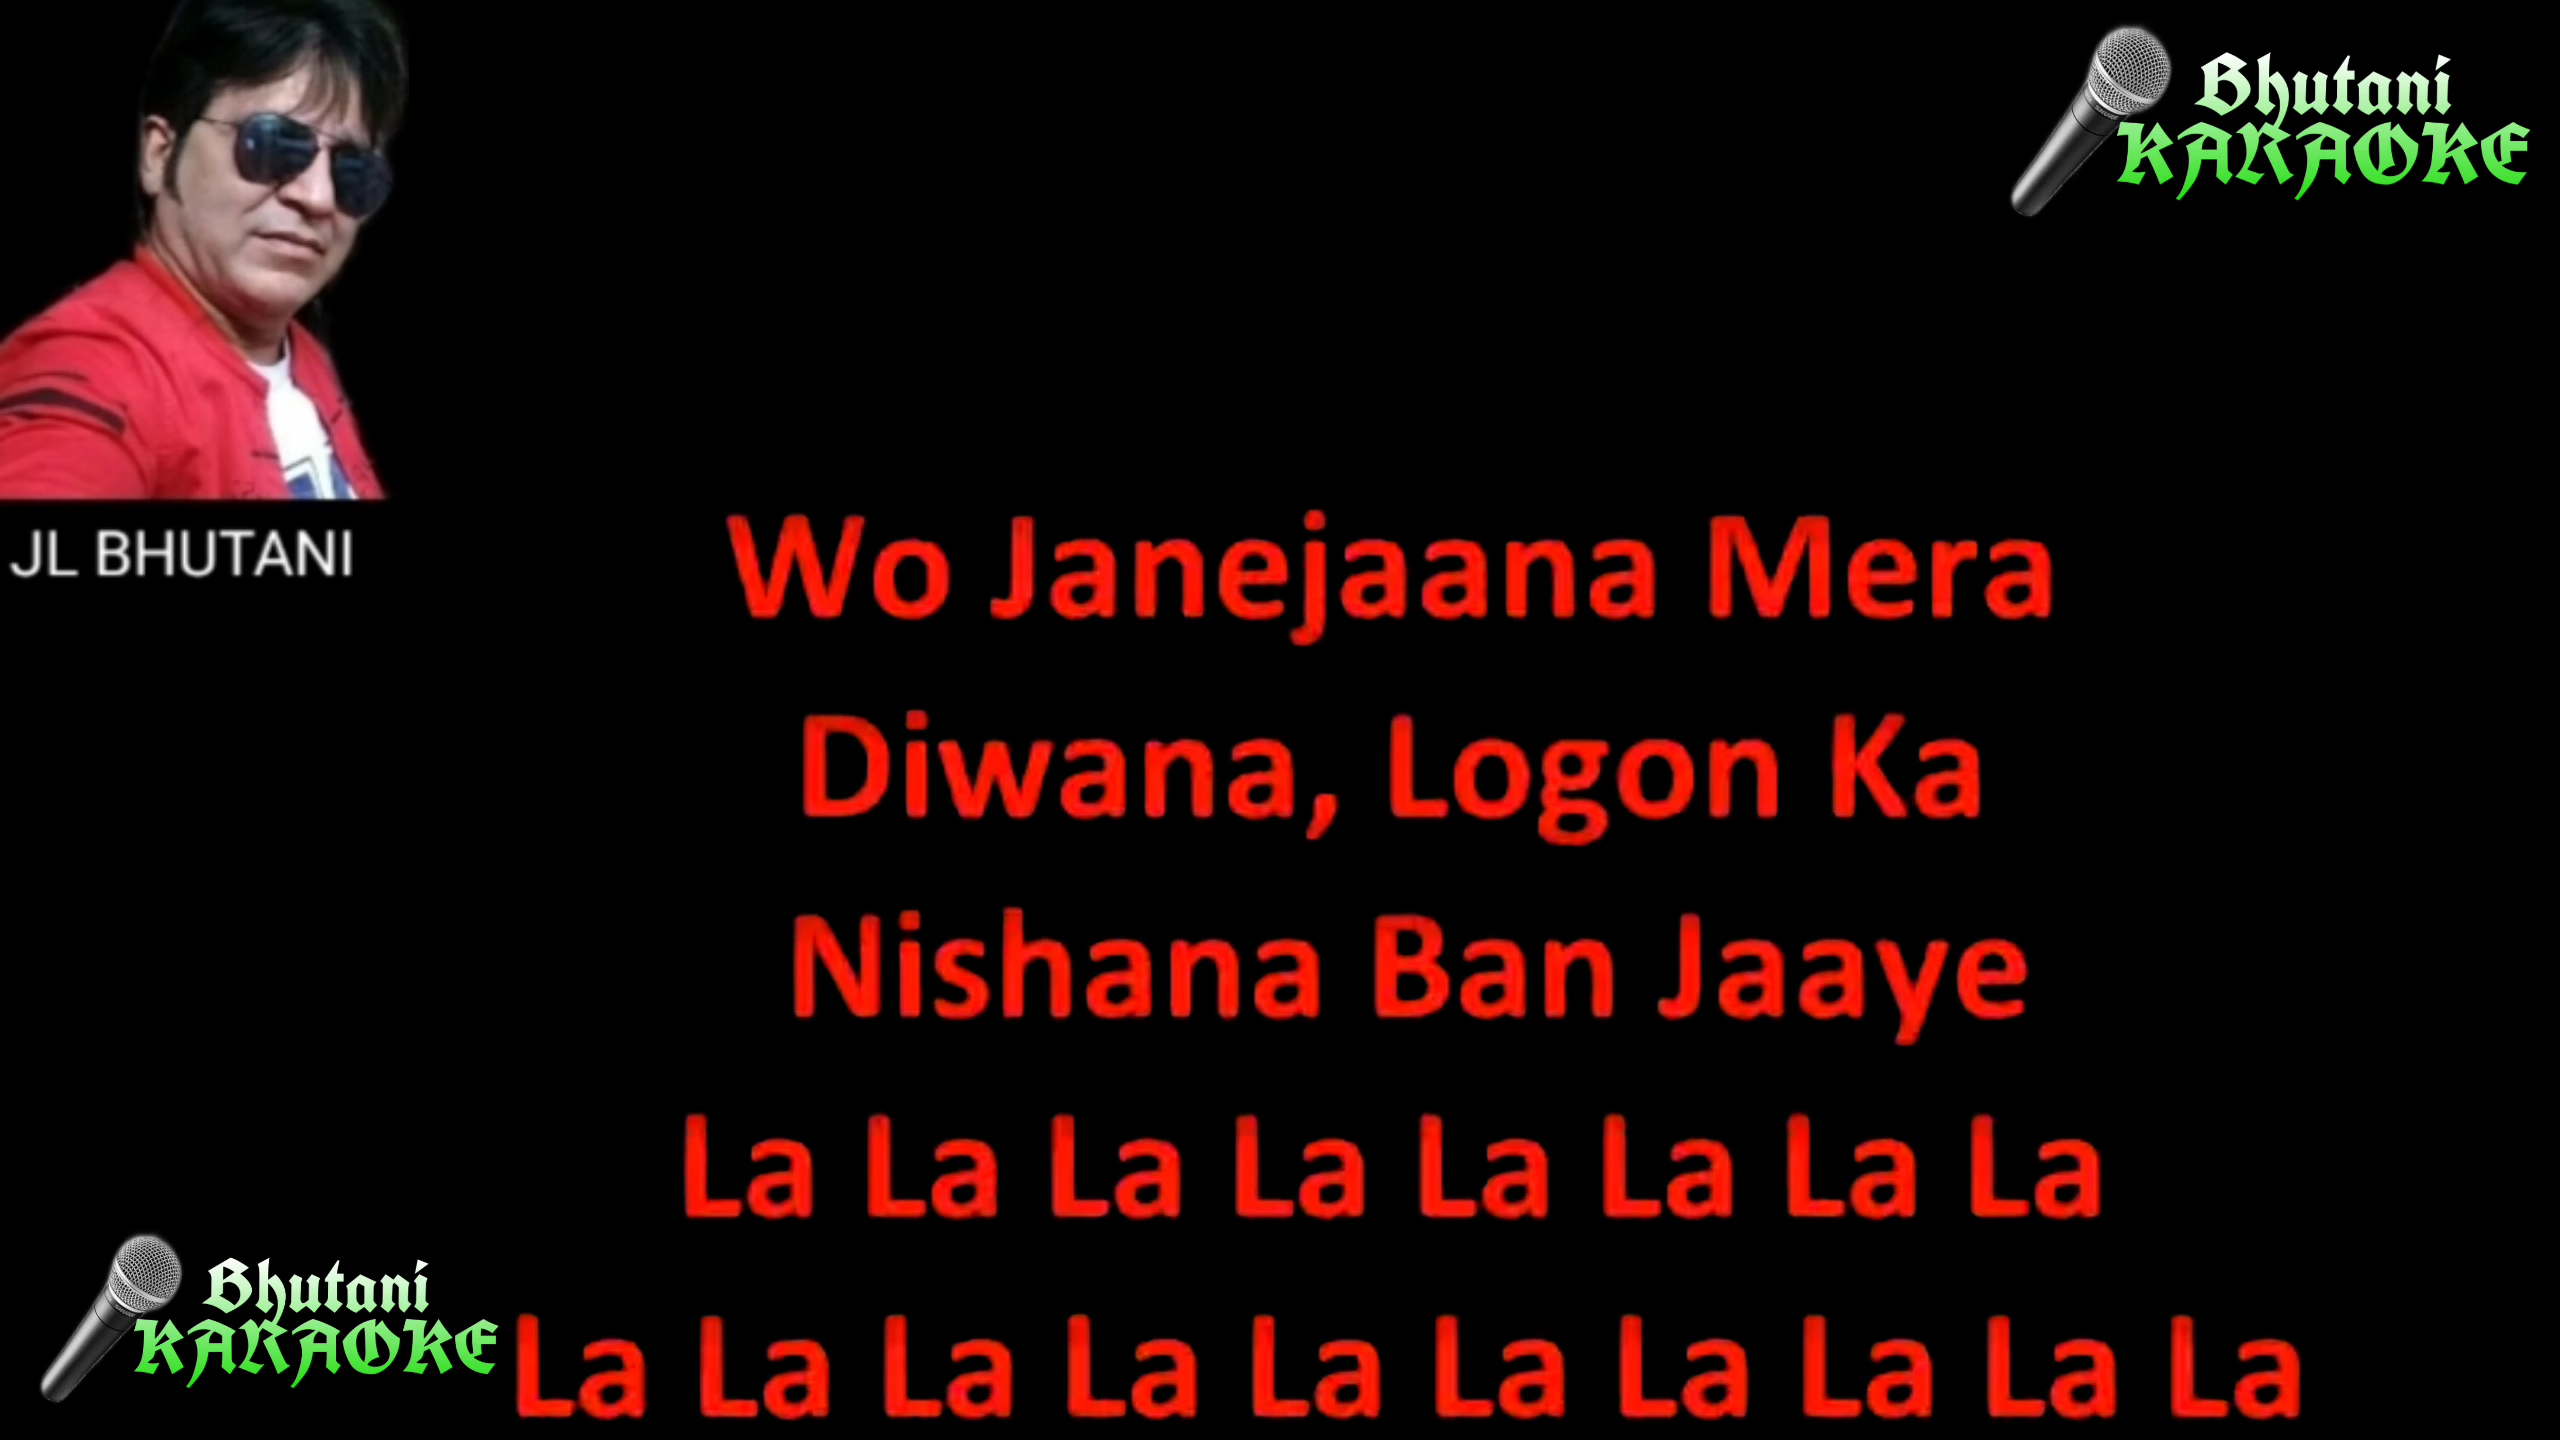 Bhutani
KARAOKE
JL BHUTANI
Wo Janejaana Mera
Diwana, Logon Ka
Nishana Ban Jaaye
La La La La La La La La
La La La La La La La La La La
Bhutani
KARAOKE